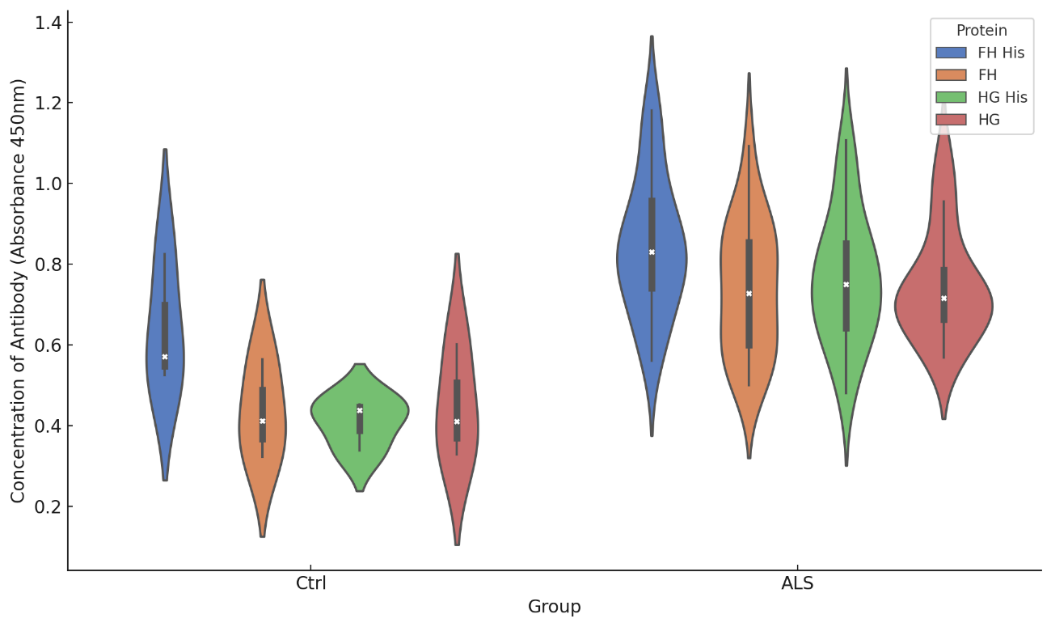 Concentration of Antibody (Absorbance 450nm)
1.4
1.2
1.0
0.8
0.6
0.4
0.2
Protein
FH His
FH
HG His
HG
Ctrl
ALS
Group